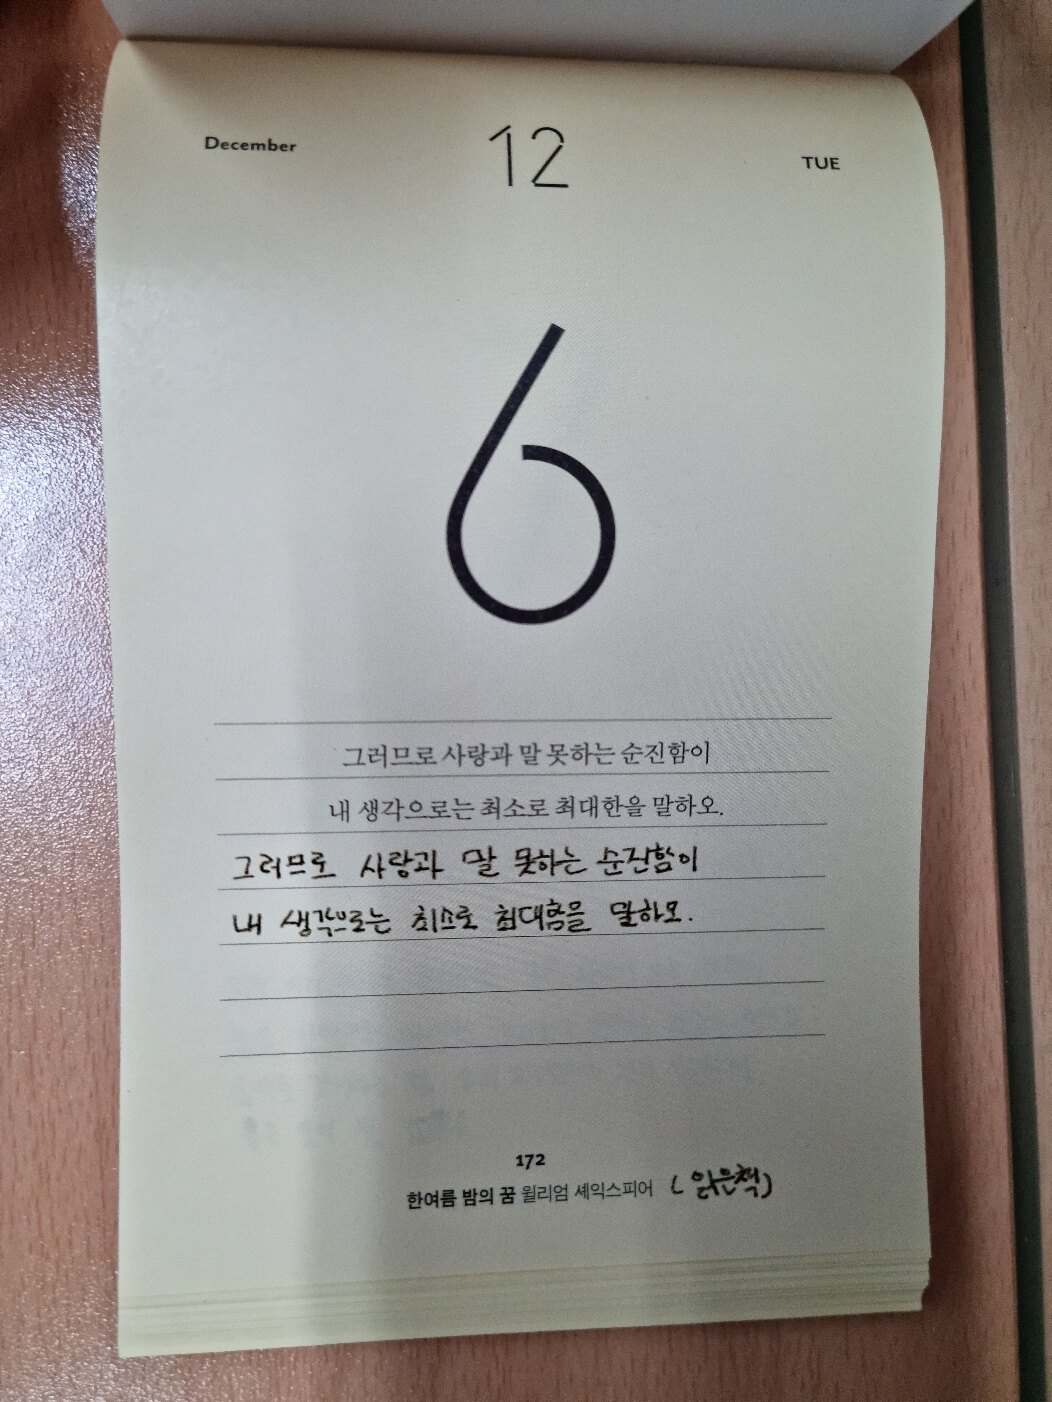 December 12 TUE
6
그러므로 사랑과 말 못하는 순진함이
내 생각으로는 최소로 최대한을 말하오.
그러므로 사랑과 말 못하는 순진함이
내 생각으로는 최소로 최대함을 말하오.
172
한여름 밤의 꿈 윌리엄 셰익스피어 (읽은책)